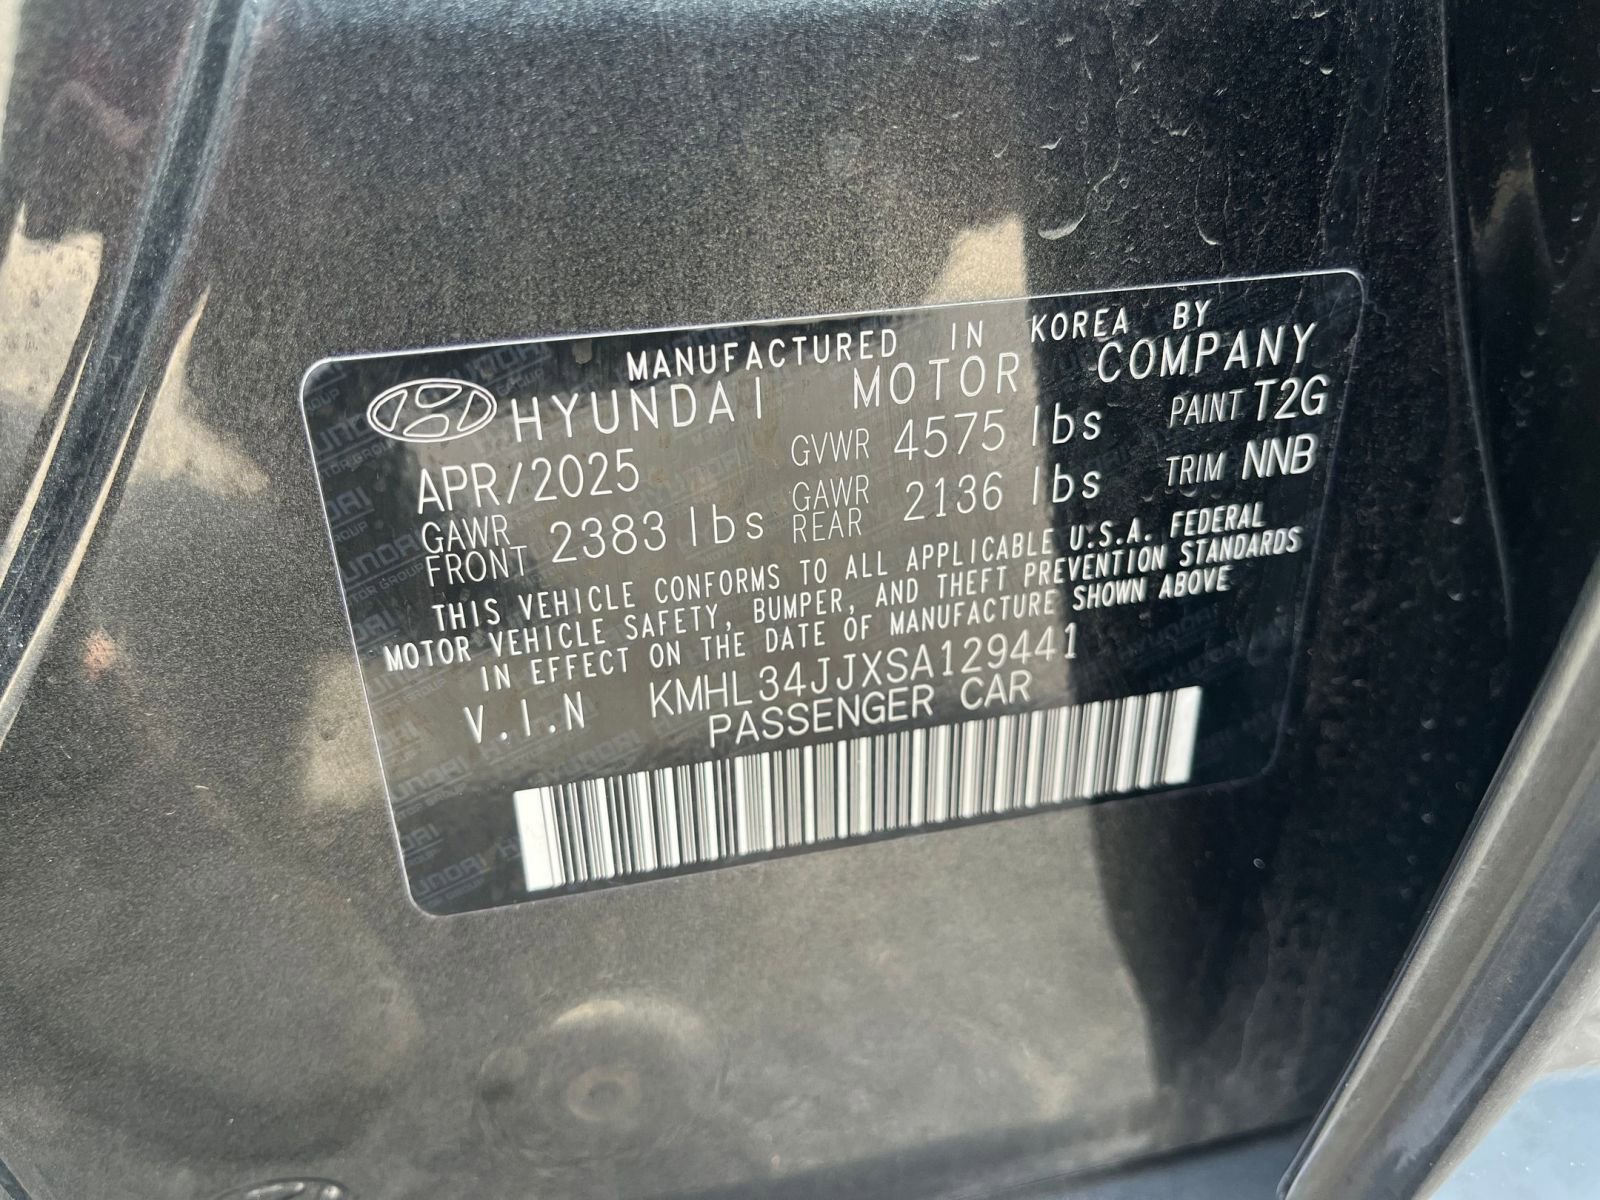 MANUFACTURED IN KOREA BY
HYUNDAI MOTOR COMPANY
APR/2025 GVWR 4575 lbs PAINT T2G
GAWR FRONT 2383 lbs GAWR REAR 2136 lbs TRIM NNB
THIS VEHICLE CONFORMS TO ALL APPLICABLE U.S.A. FEDERAL
MOTOR VEHICLE SAFETY, BUMPER, AND THEFT PREVENTION STANDARDS
IN EFFECT ON THE DATE OF MANUFACTURE SHOWN ABOVE
V.I.N KMHL34JJXSA129441
PASSENGER CAR